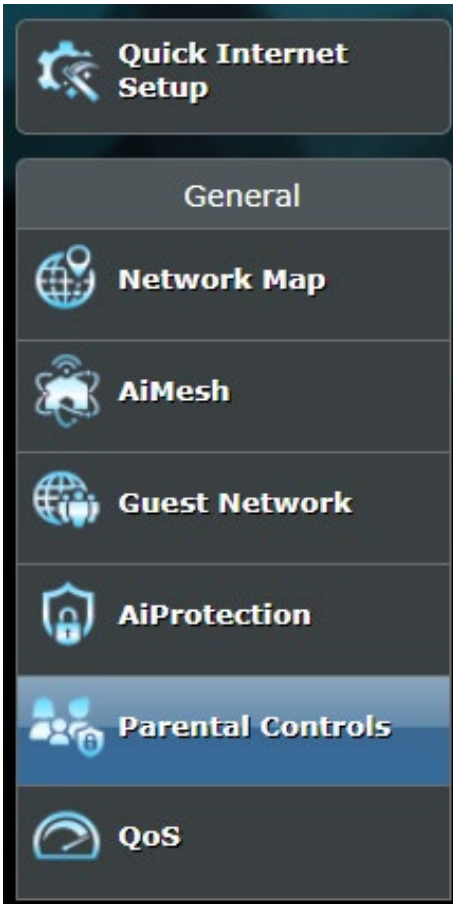 Quick Internet
Setup
General
Network Map
AiMesh
Guest Network
AiProtection
Parental Controls
QoS